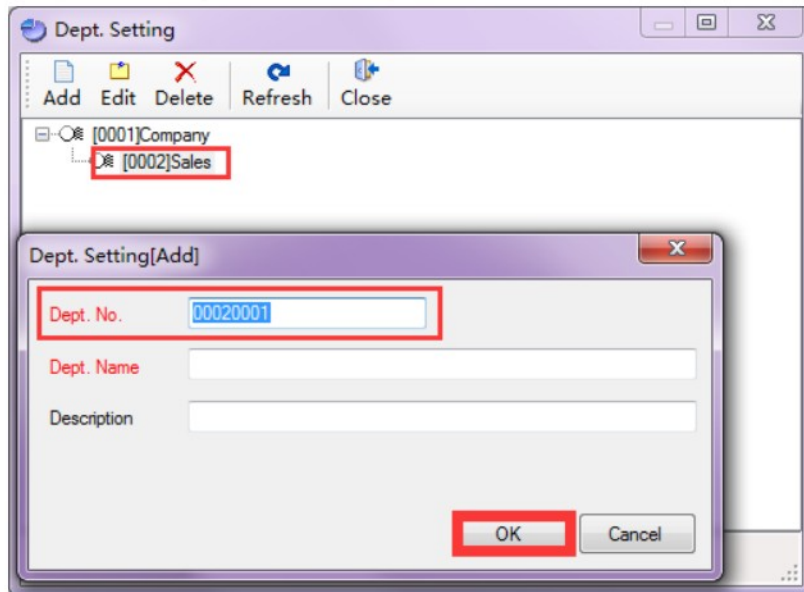 Dept. Setting
Add Edit Delete Refresh Close
[0001]Company
[0002]Sales
Dept. Setting[Add]
Dept. No. 00020001
Dept. Name
Description
OK Cancel